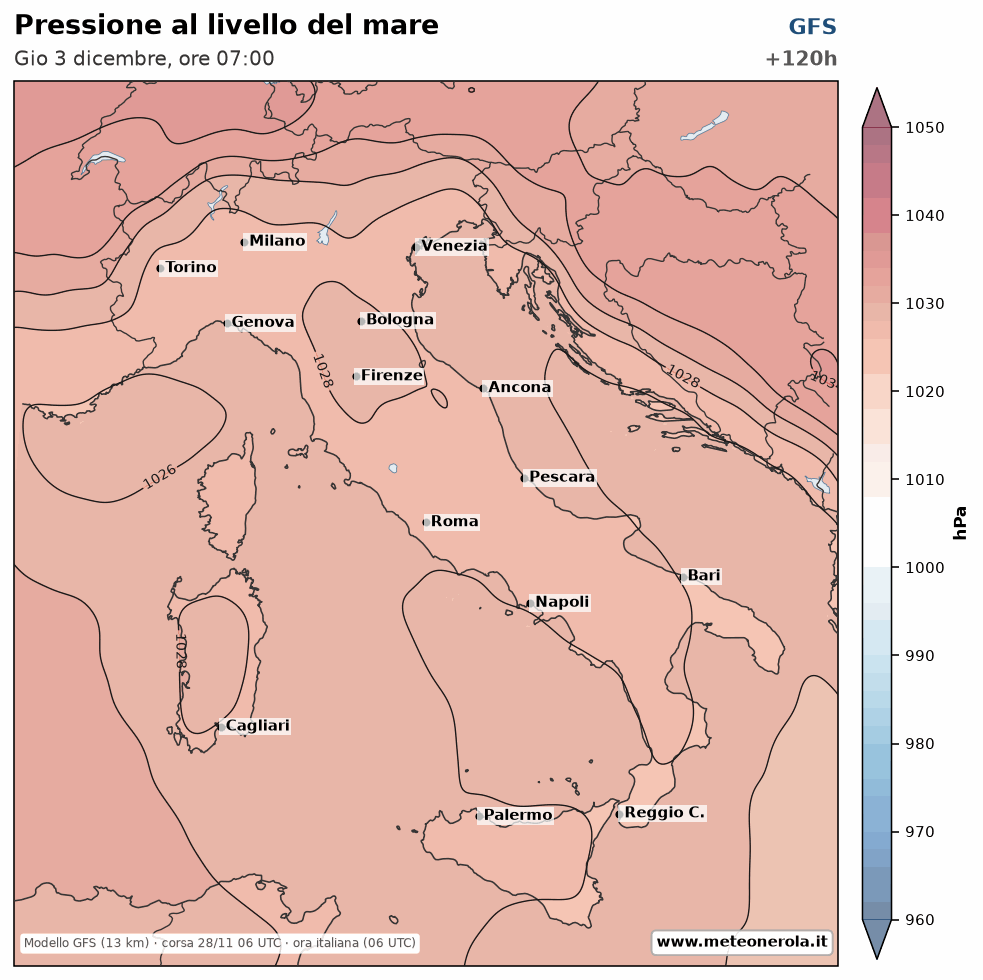 Pressione al livello del mare
GFS
Gio 3 dicembre, ore 07:00
+120h
1050
1040
1030
1020
1010
1000
990
980
970
960
hPa
Milano
Venezia
Torino
Genova
Bologna
1028
Firenze
1028
103
Ancona
1026
Pescara
Roma
Bari
Napoli
1026
Cagliari
Palermo
Reggio C.
Modello GFS (13 km) · corsa 28/11 06 UTC · ora italiana (06 UTC)
www.meteonerola.it